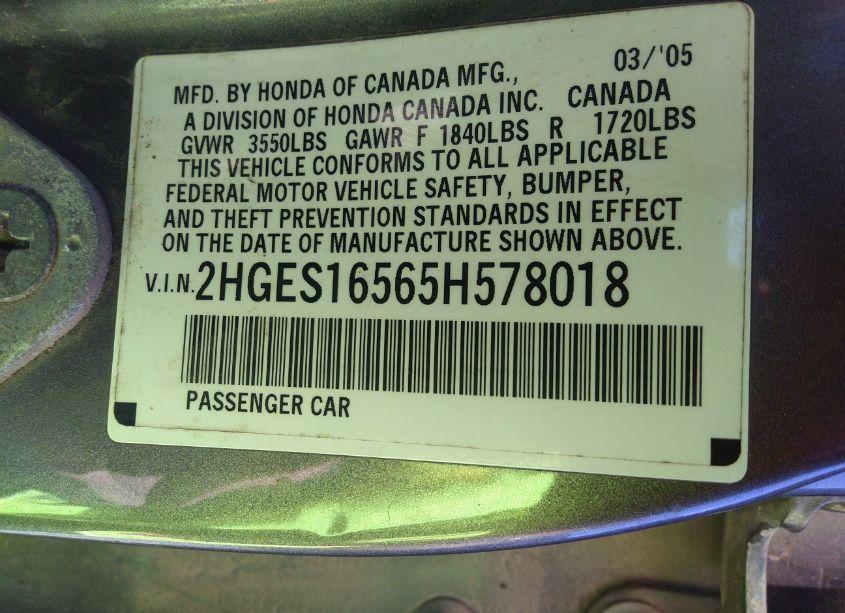 MFD. BY HONDA OF CANADA MFG., 03/'05
A DIVISION OF HONDA CANADA INC. CANADA
GVWR 3550LBS GAWR F 1840LBS R 1720LBS
THIS VEHICLE CONFORMS TO ALL APPLICABLE
FEDERAL MOTOR VEHICLE SAFETY, BUMPER,
AND THEFT PREVENTION STANDARDS IN EFFECT
ON THE DATE OF MANUFACTURE SHOWN ABOVE.
V.I.N. 2HGES16565H578018
PASSENGER CAR